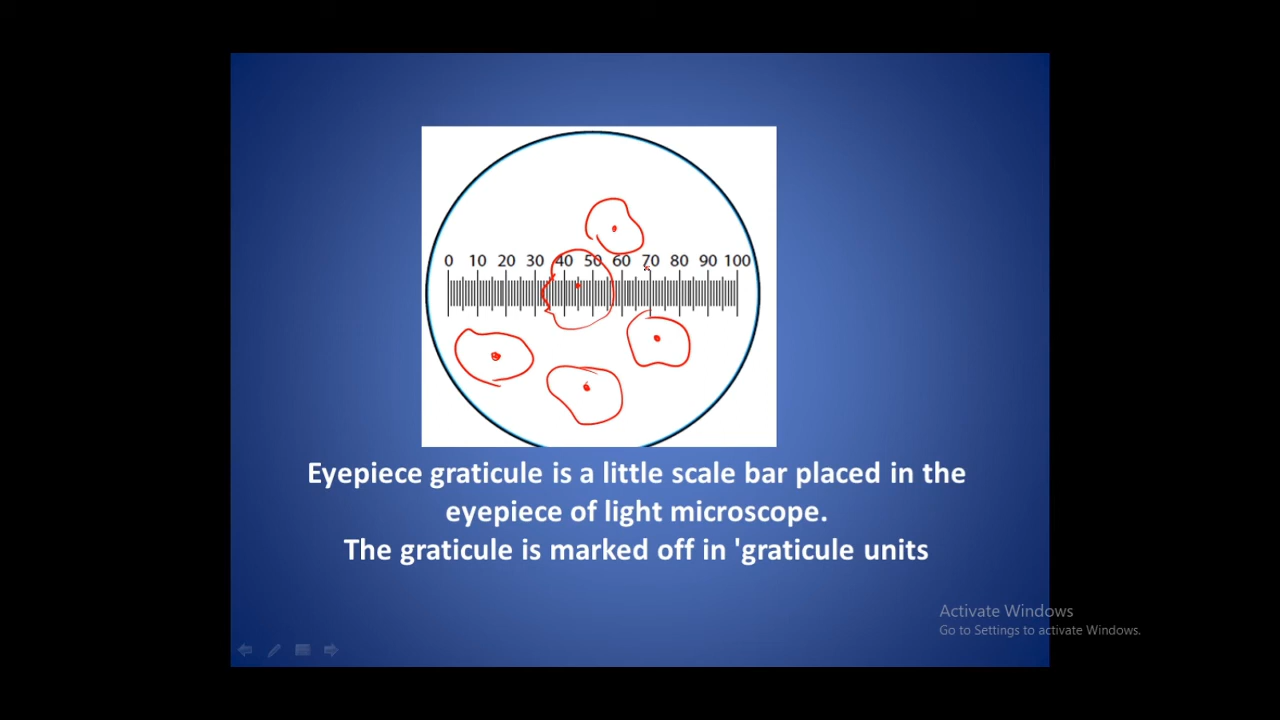 0 10 20 30 40 50 60 70 80 90 100
Eyepiece graticule is a little scale bar placed in the
eyepiece of light microscope.
The graticule is marked off in 'graticule units
Activate Windows
Go to Settings to activate Windows.